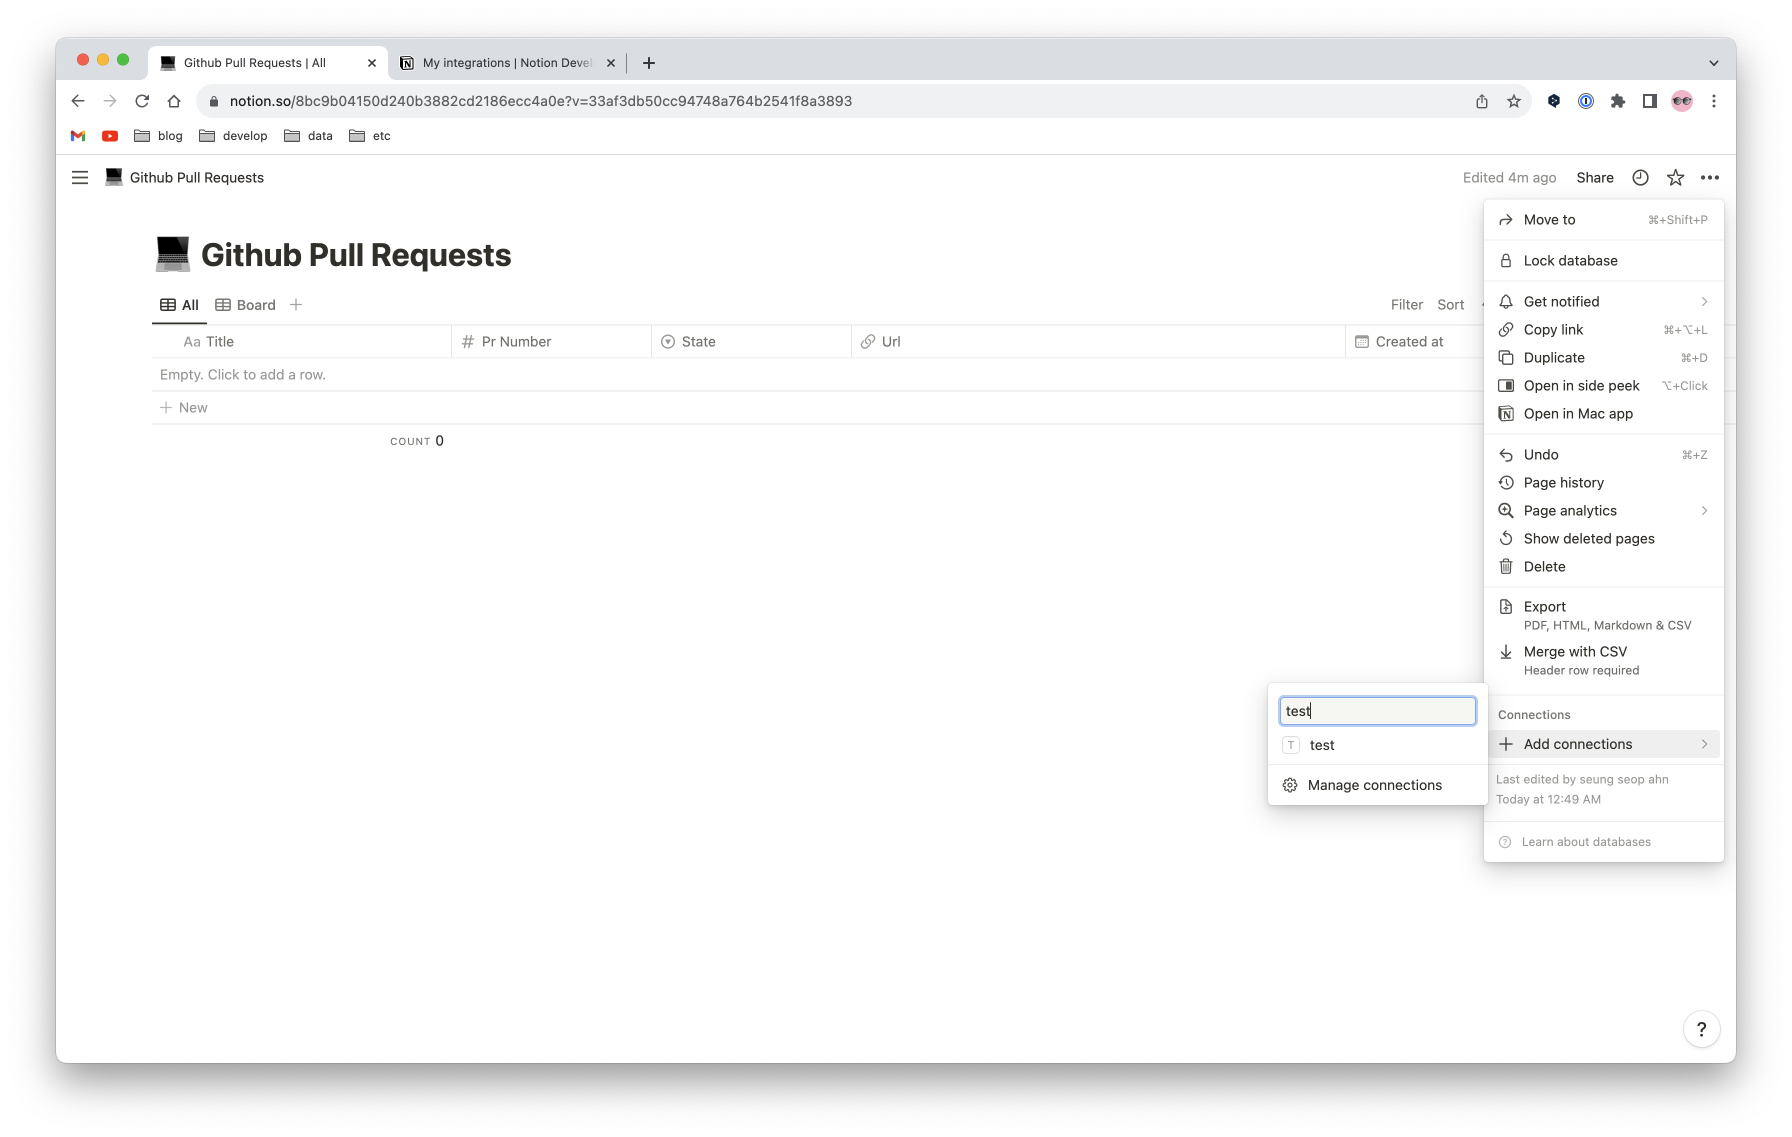 Github Pull Requests | All
My integrations | Notion Devel
notion.so/8bc9b04150d240b3882cd2186ecc4a0e?v=33af3db50cc94748a764b2541f8a3893
blog
develop
data
etc
Github Pull Requests
Edited 4m ago
Share
Github Pull Requests
All
Board
Filter
Sort
Aa Title
# Pr Number
State
Url
Created at
Empty. Click to add a row.
+ New
COUNT 0
Move to ⌘+Shift+P
Lock database
Get notified
Copy link ⌘+⌥+L
Duplicate ⌘+D
Open in side peek ⌥+Click
Open in Mac app
Undo ⌘+Z
Page history
Page analytics
Show deleted pages
Delete
Export
PDF, HTML, Markdown & CSV
Merge with CSV
Header row required
Connections
Add connections
test
T test
Manage connections
Last edited by seung seop ahn
Today at 12:49 AM
Learn about databases
?